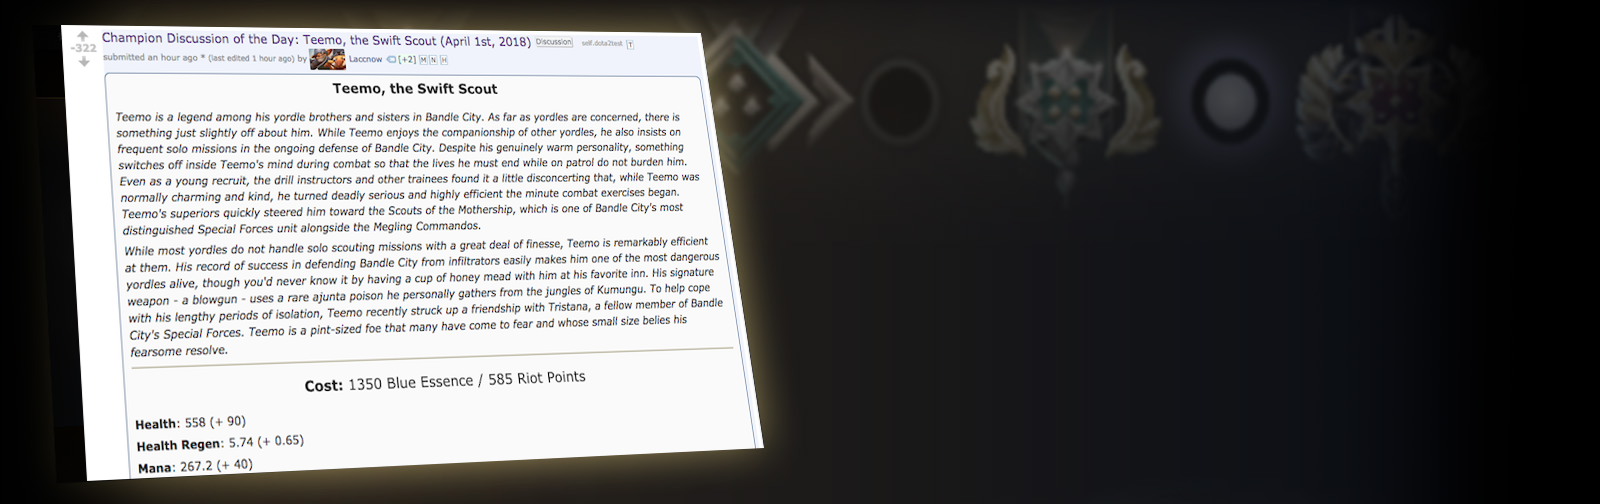 Champion Discussion of the Day: Teemo, the Swift Scout (April 1st, 2018) Discussion self.dota2test [T]
-322
submitted an hour ago * (last edited 1 hour ago) by Laccnow [+2] [M] [N] [H]
Teemo, the Swift Scout
Teemo is a legend among his yordle brothers and sisters in Bandle City. As far as yordles are concerned, there is
something just slightly off about him. While Teemo enjoys the companionship of other yordles, he also insists on
frequent solo missions in the ongoing defense of Bandle City. Despite his genuinely warm personality, something
switches off inside Teemo's mind during combat so that the lives he must end while on patrol do not burden him.
Even as a young recruit, the drill instructors and other trainees found it a little disconcerting that, while Teemo was
normally charming and kind, he turned deadly serious and highly efficient the minute combat exercises began.
Teemo's superiors quickly steered him toward the Scouts of the Mothership, which is one of Bandle City's most
distinguished Special Forces unit alongside the Megling Commandos.
While most yordles do not handle solo scouting missions with a great deal of finesse, Teemo is remarkably efficient
at them. His record of success in defending Bandle City from infiltrators easily makes him one of the most dangerous
yordles alive, though you'd never know it by having a cup of honey mead with him at his favorite inn. His signature
weapon - a blowgun - uses a rare ajunta poison he personally gathers from the jungles of Kumungu. To help cope
with his lengthy periods of isolation, Teemo recently struck up a friendship with Tristana, a fellow member of Bandle
City's Special Forces. Teemo is a pint-sized foe that many have come to fear and whose small size belies his
fearsome resolve.
Cost: 1350 Blue Essence / 585 Riot Points
Health: 558 (+ 90)
Health Regen: 5.74 (+ 0.65)
Mana: 267.2 (+ 40)